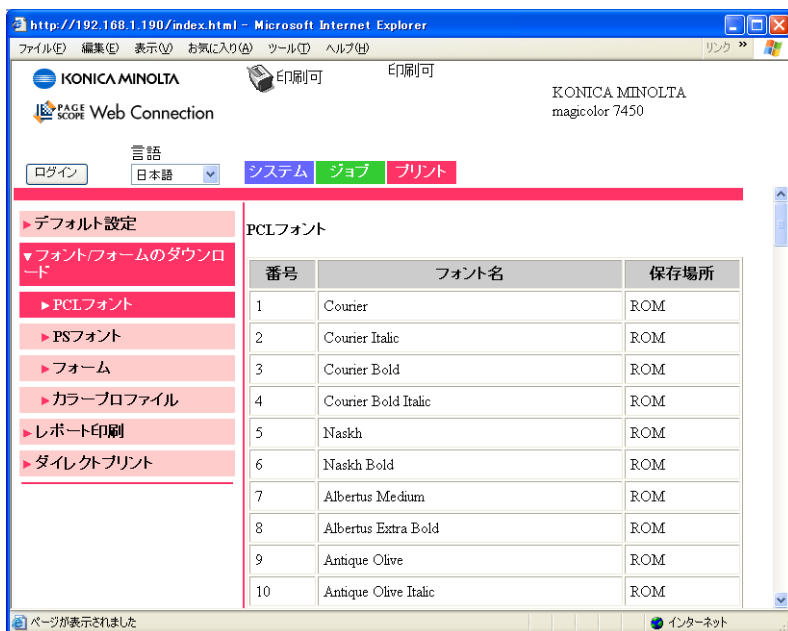 http://192.168.1.190/index.html - Microsoft Internet Explorer
ファイル(F) 編集(E) 表示(V) お気に入り(A) ツール(T) ヘルプ(H) リンク »
KONICA MINOLTA 印刷可 印刷可
KONICA MINOLTA
magicolor 7450
PAGE SCOPE Web Connection
言語
ログイン 日本語 システム ジョブ プリント
デフォルト設定
フォント/フォームのダウンロ
ード
PCLフォント
PSフォント
フォーム
カラープロファイル
レポート印刷
ダイレクトプリント
PCLフォント
番号 フォント名 保存場所
1 Courier ROM
2 Courier Italic ROM
3 Courier Bold ROM
4 Courier Bold Italic ROM
5 Naskh ROM
6 Naskh Bold ROM
7 Albertus Medium ROM
8 Albertus Extra Bold ROM
9 Antique Olive ROM
10 Antique Olive Italic ROM
ページが表示されました インターネット